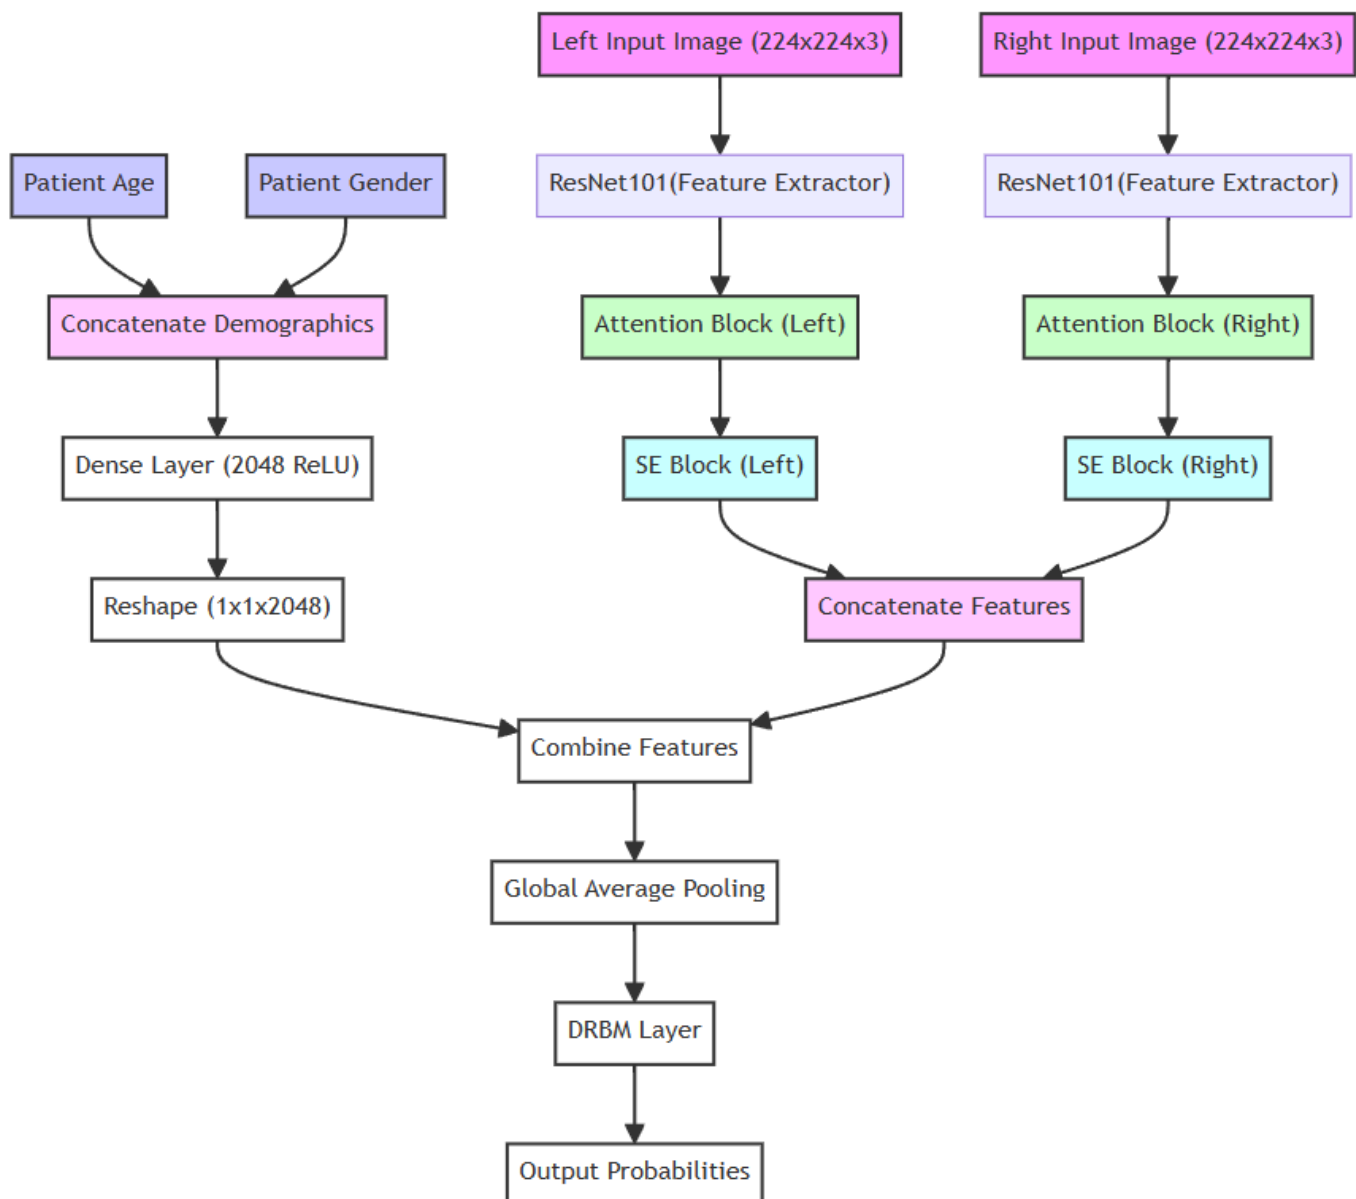 Left Input Image (224x224x3)
Right Input Image (224x224x3)
Patient Age
Patient Gender
ResNet101(Feature Extractor)
ResNet101(Feature Extractor)
Concatenate Demographics
Attention Block (Left)
Attention Block (Right)
Dense Layer (2048 ReLU)
SE Block (Left)
SE Block (Right)
Reshape (1x1x2048)
Concatenate Features
Combine Features
Global Average Pooling
DRBM Layer
Output Probabilities